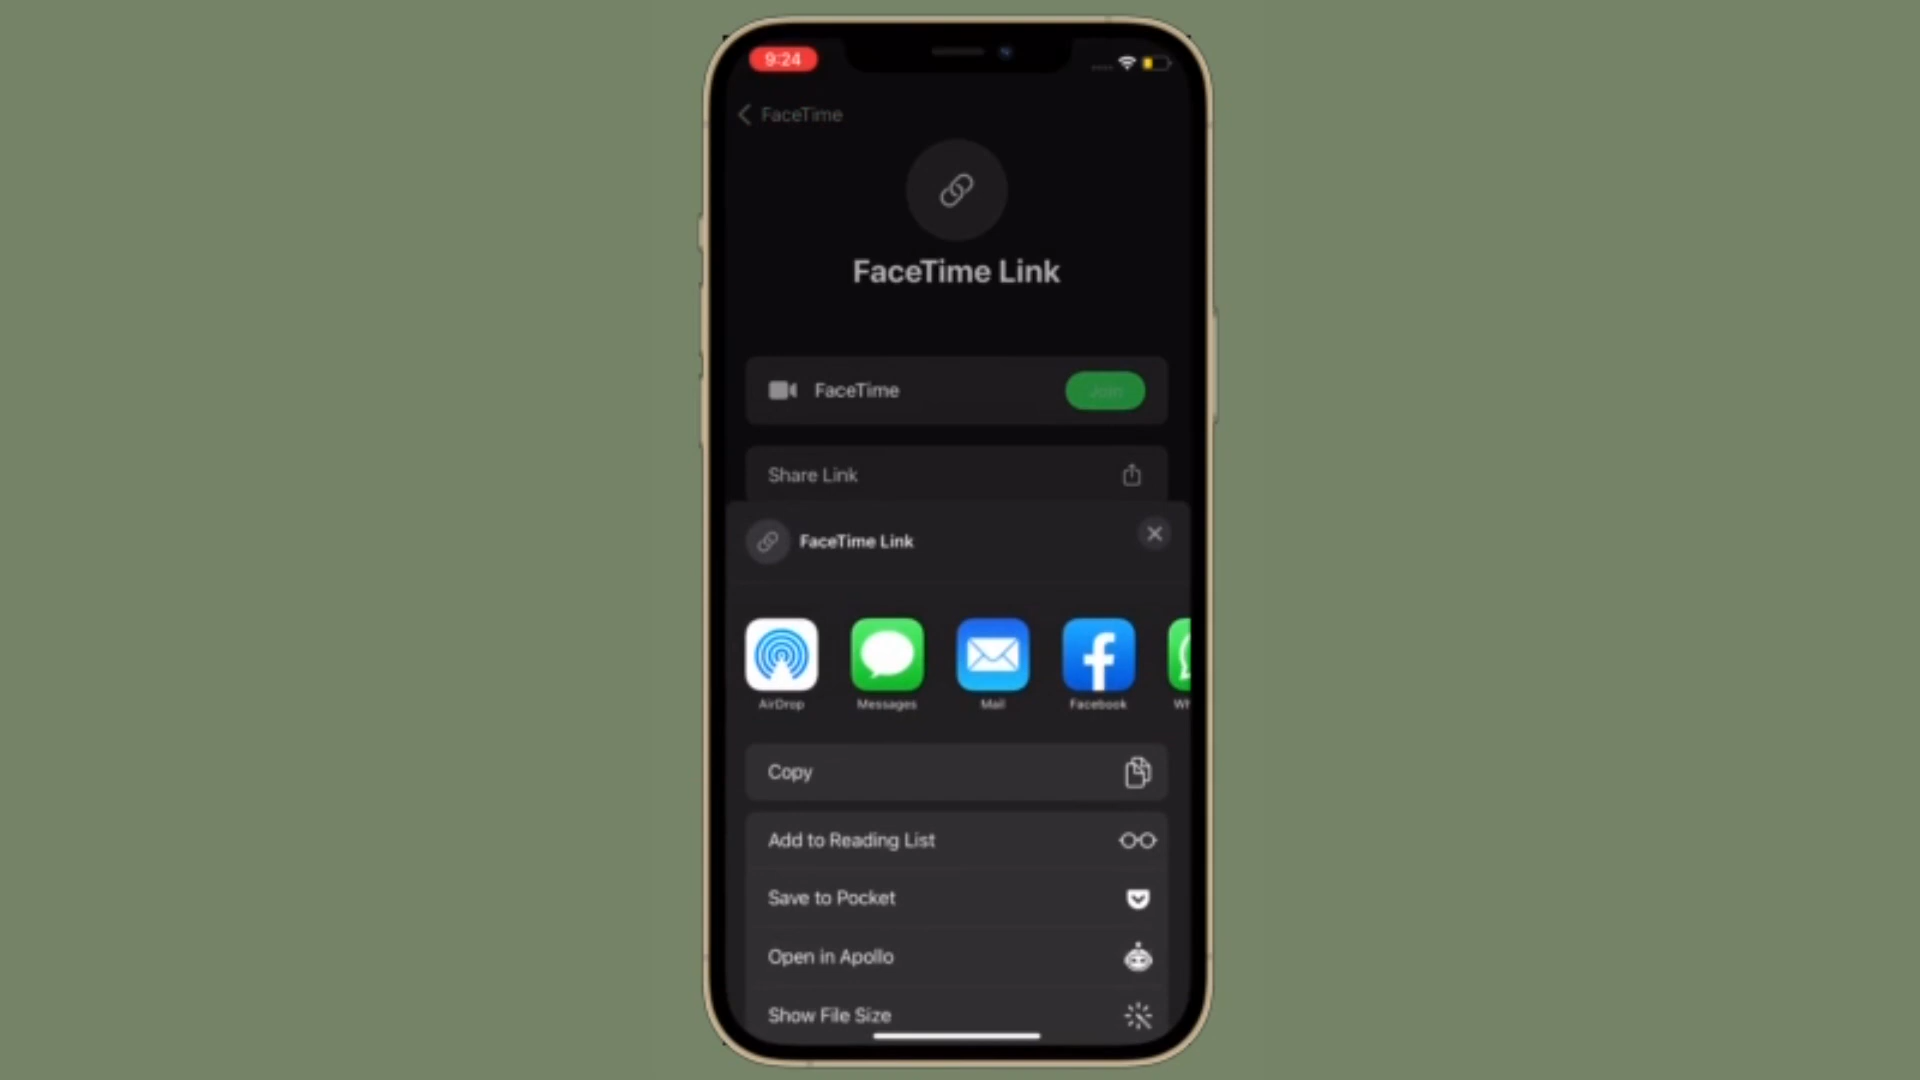 9:24
FaceTime
FaceTime Link
FaceTime
Join
Share Link
FaceTime Link
AirDrop
Messages
Mail
Facebook
Wh
Copy
Add to Reading List
Save to Pocket
Open in Apollo
Show File Size